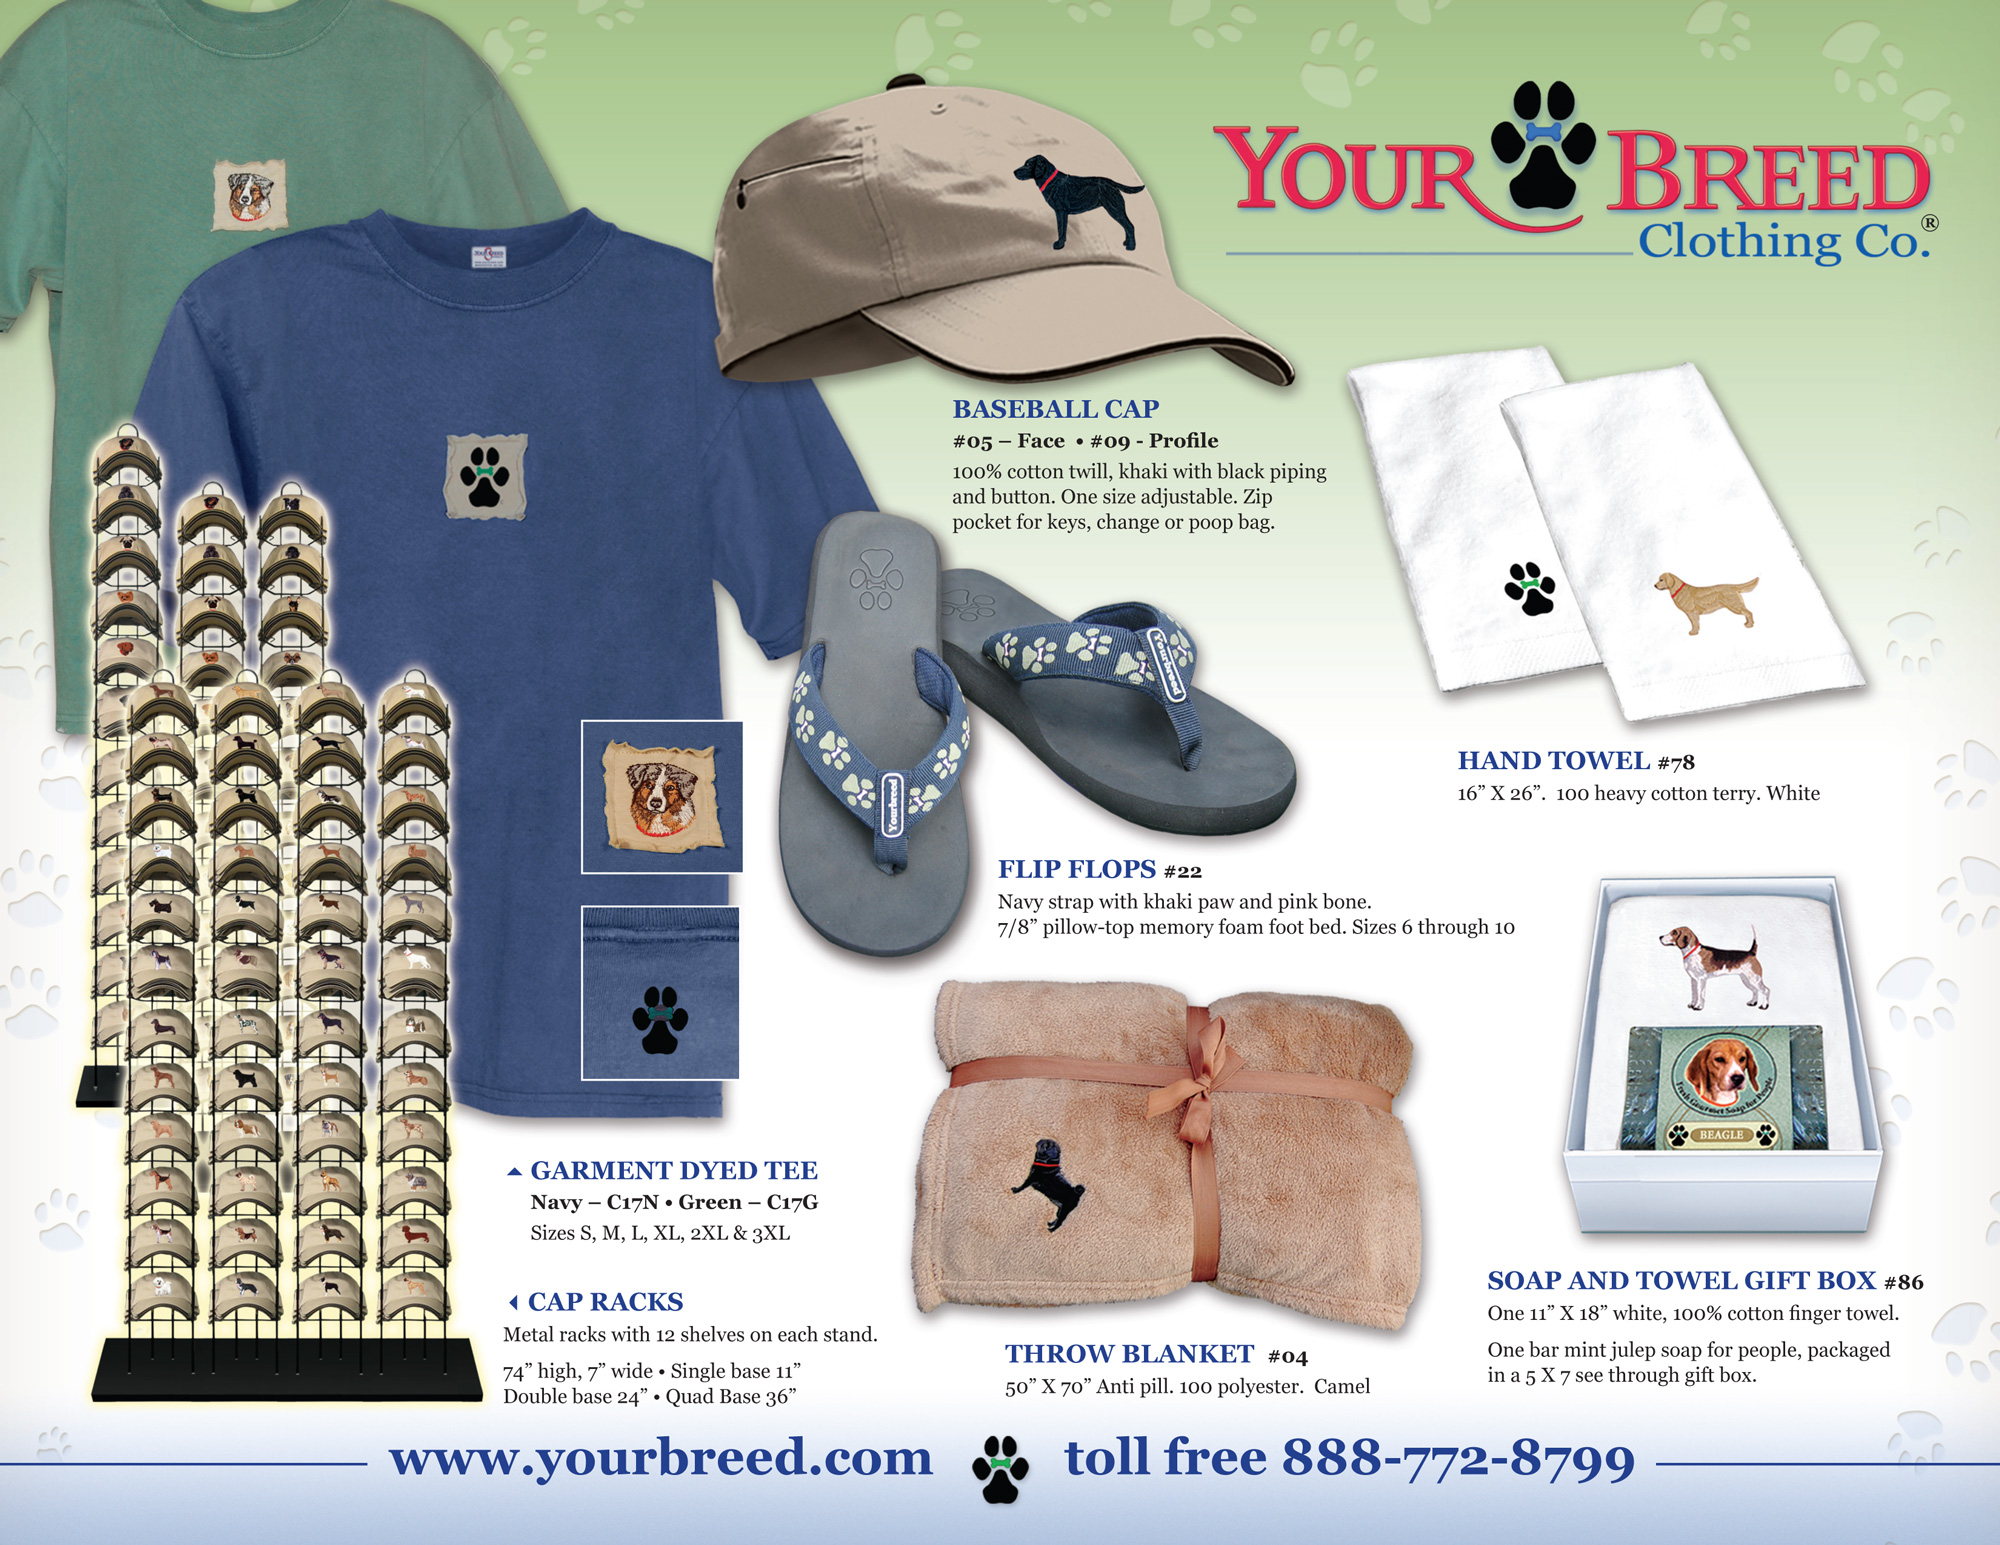 YOUR BREED
Clothing Co.®
BASEBALL CAP
#05 – Face • #09 - Profile
100% cotton twill, khaki with black piping
and button. One size adjustable. Zip
pocket for keys, change or poop bag.
Yourbreed
Yourbreed
HAND TOWEL #78
16” X 26”. 100 heavy cotton terry. White
FLIP FLOPS #22
Navy strap with khaki paw and pink bone.
7/8” pillow-top memory foam foot bed. Sizes 6 through 10
Fresh Gourmet Soap for People
BEAGLE
GARMENT DYED TEE
Navy – C17N • Green – C17G
Sizes S, M, L, XL, 2XL & 3XL
CAP RACKS
Metal racks with 12 shelves on each stand.
74” high, 7” wide • Single base 11”
Double base 24” • Quad Base 36”
THROW BLANKET #04
50” X 70” Anti pill. 100 polyester. Camel
SOAP AND TOWEL GIFT BOX #86
One 11” X 18” white, 100% cotton finger towel.
One bar mint julep soap for people, packaged
in a 5 X 7 see through gift box.
www.yourbreed.com
toll free 888-772-8799